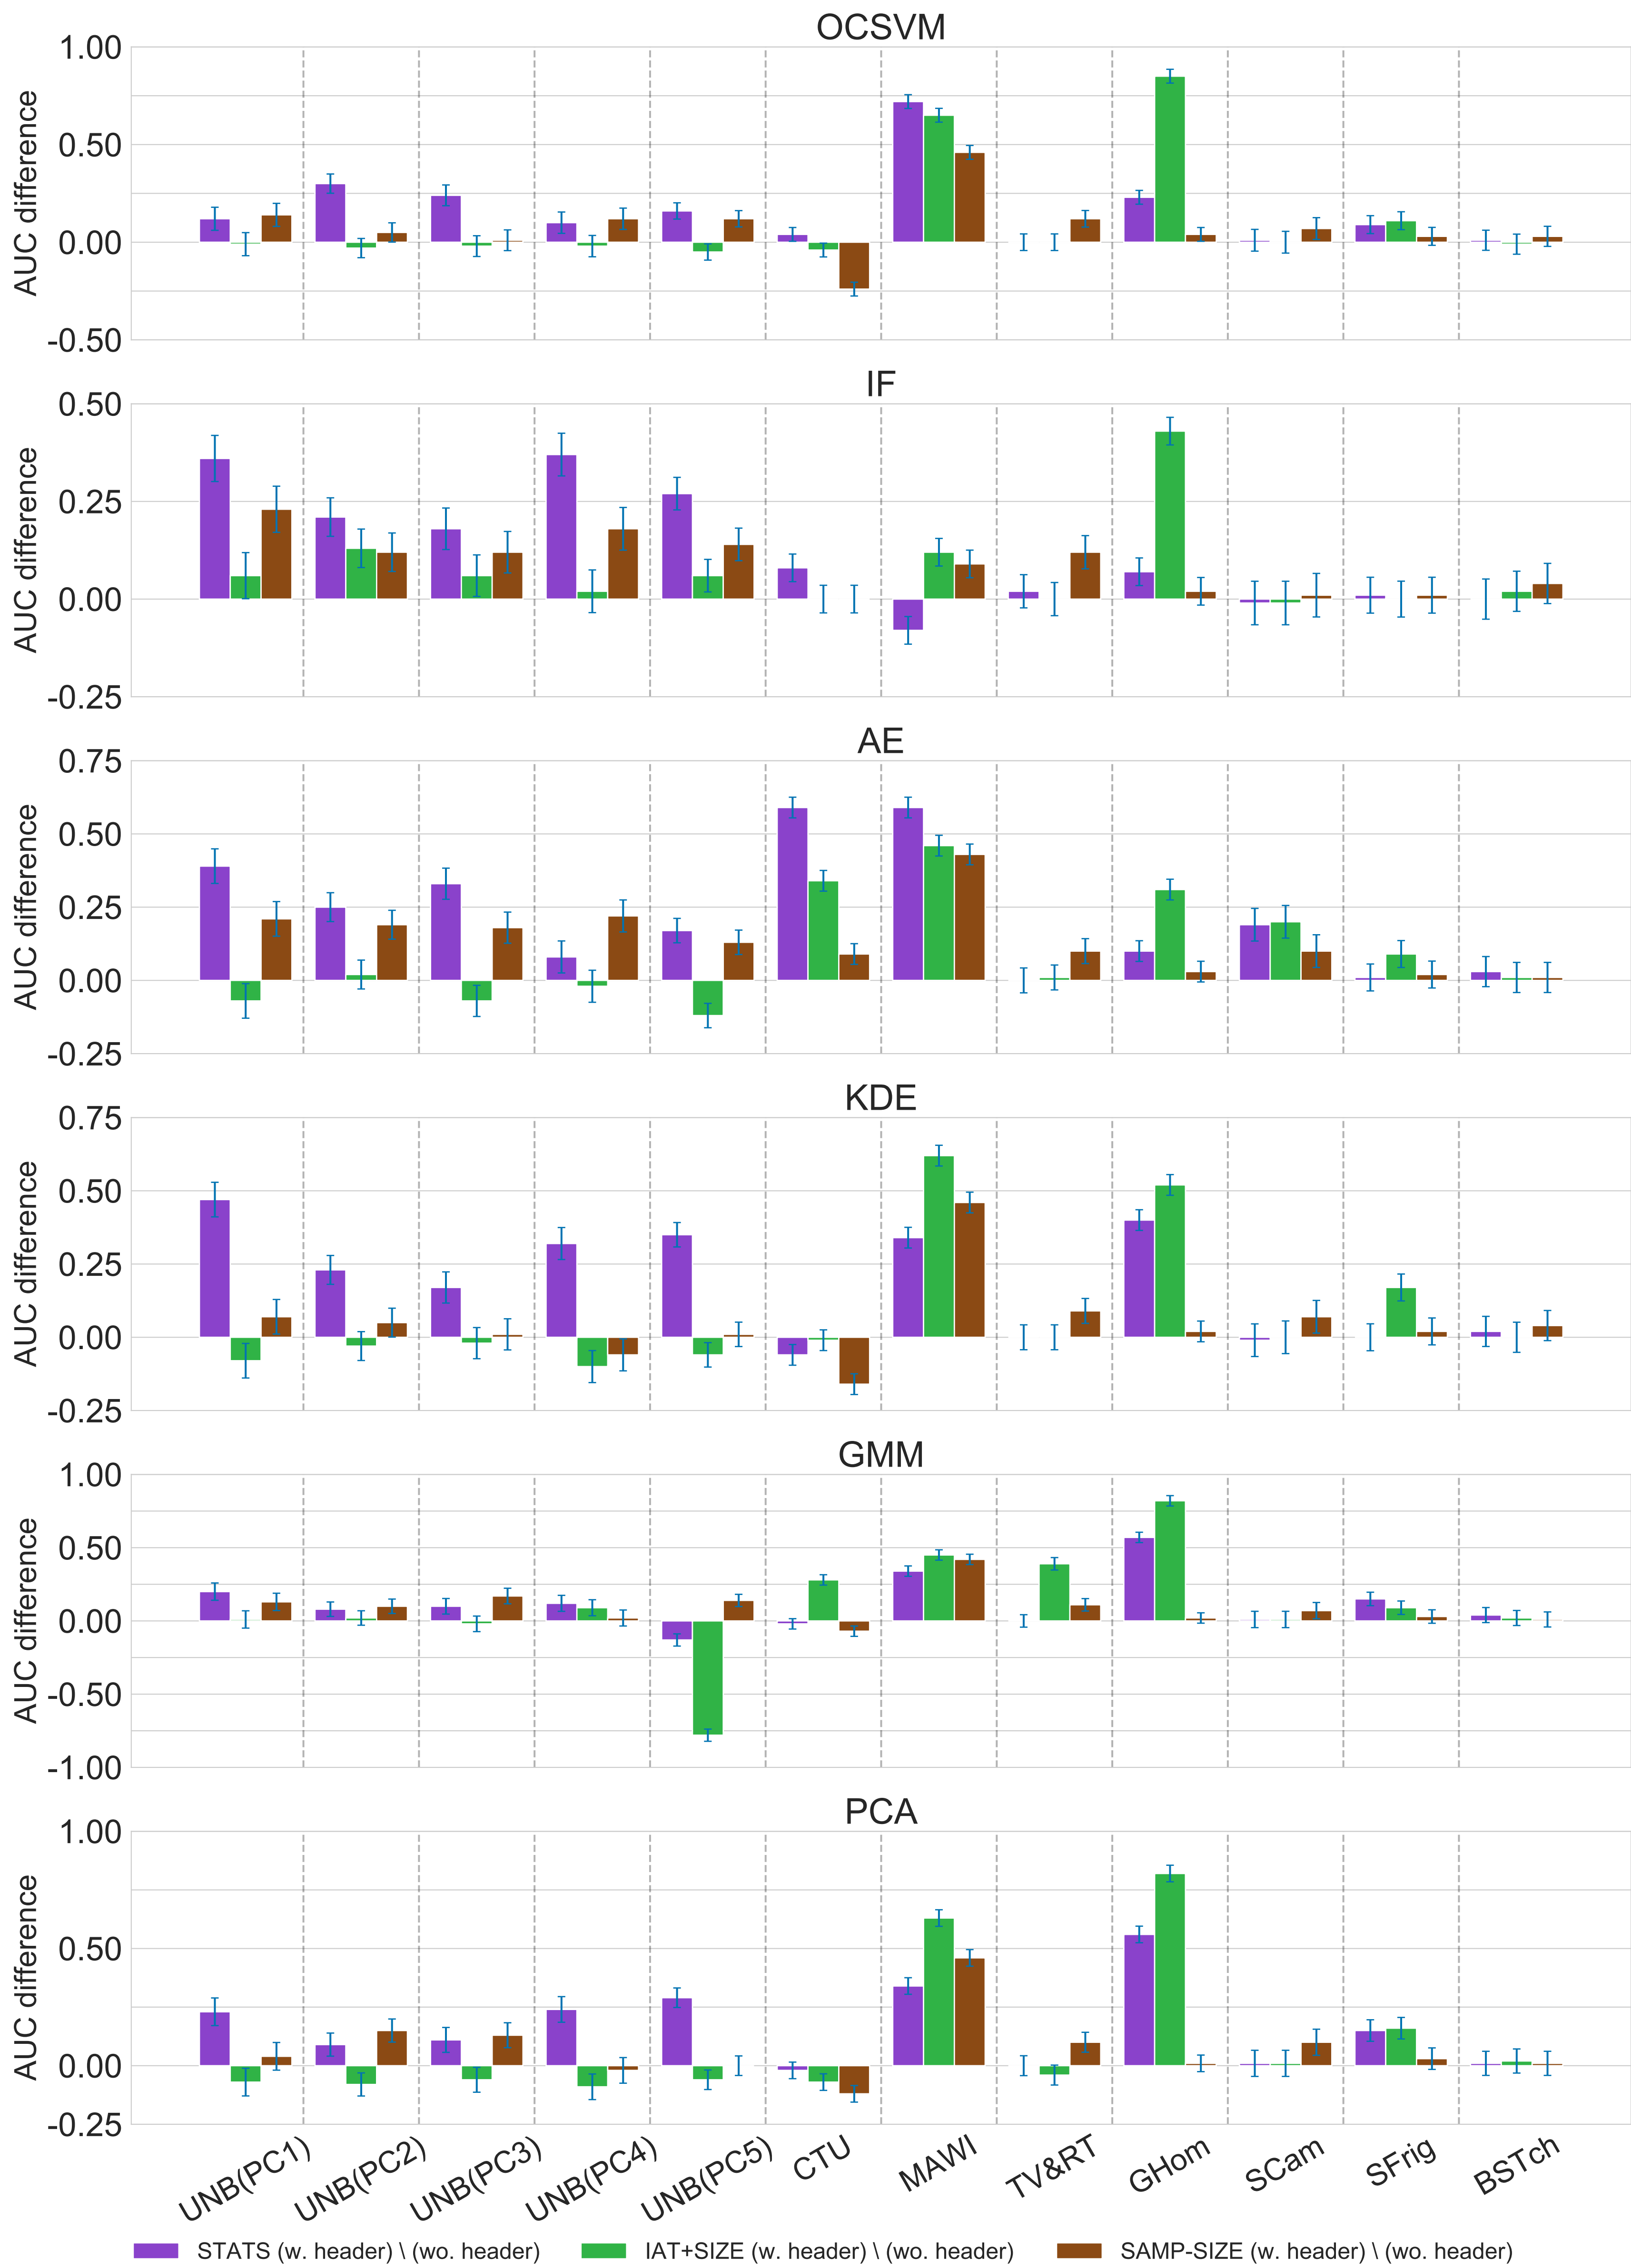 OCSVM
1.00
0.50
0.00
-0.50
AUC difference
IF
0.50
0.25
0.00
-0.25
AUC difference
AE
0.75
0.50
0.25
0.00
-0.25
AUC difference
KDE
0.75
0.50
0.25
0.00
-0.25
AUC difference
GMM
1.00
0.50
0.00
-0.50
-1.00
AUC difference
PCA
1.00
0.50
0.00
-0.25
AUC difference
UNB(PC1) UNB(PC2) UNB(PC3) UNB(PC4) UNB(PC5) CTU MAWI TV&RT GHom SCam SFrig BSTch
STATS (w. header) \ (wo. header) IAT+SIZE (w. header) \ (wo. header) SAMP-SIZE (w. header) \ (wo. header)